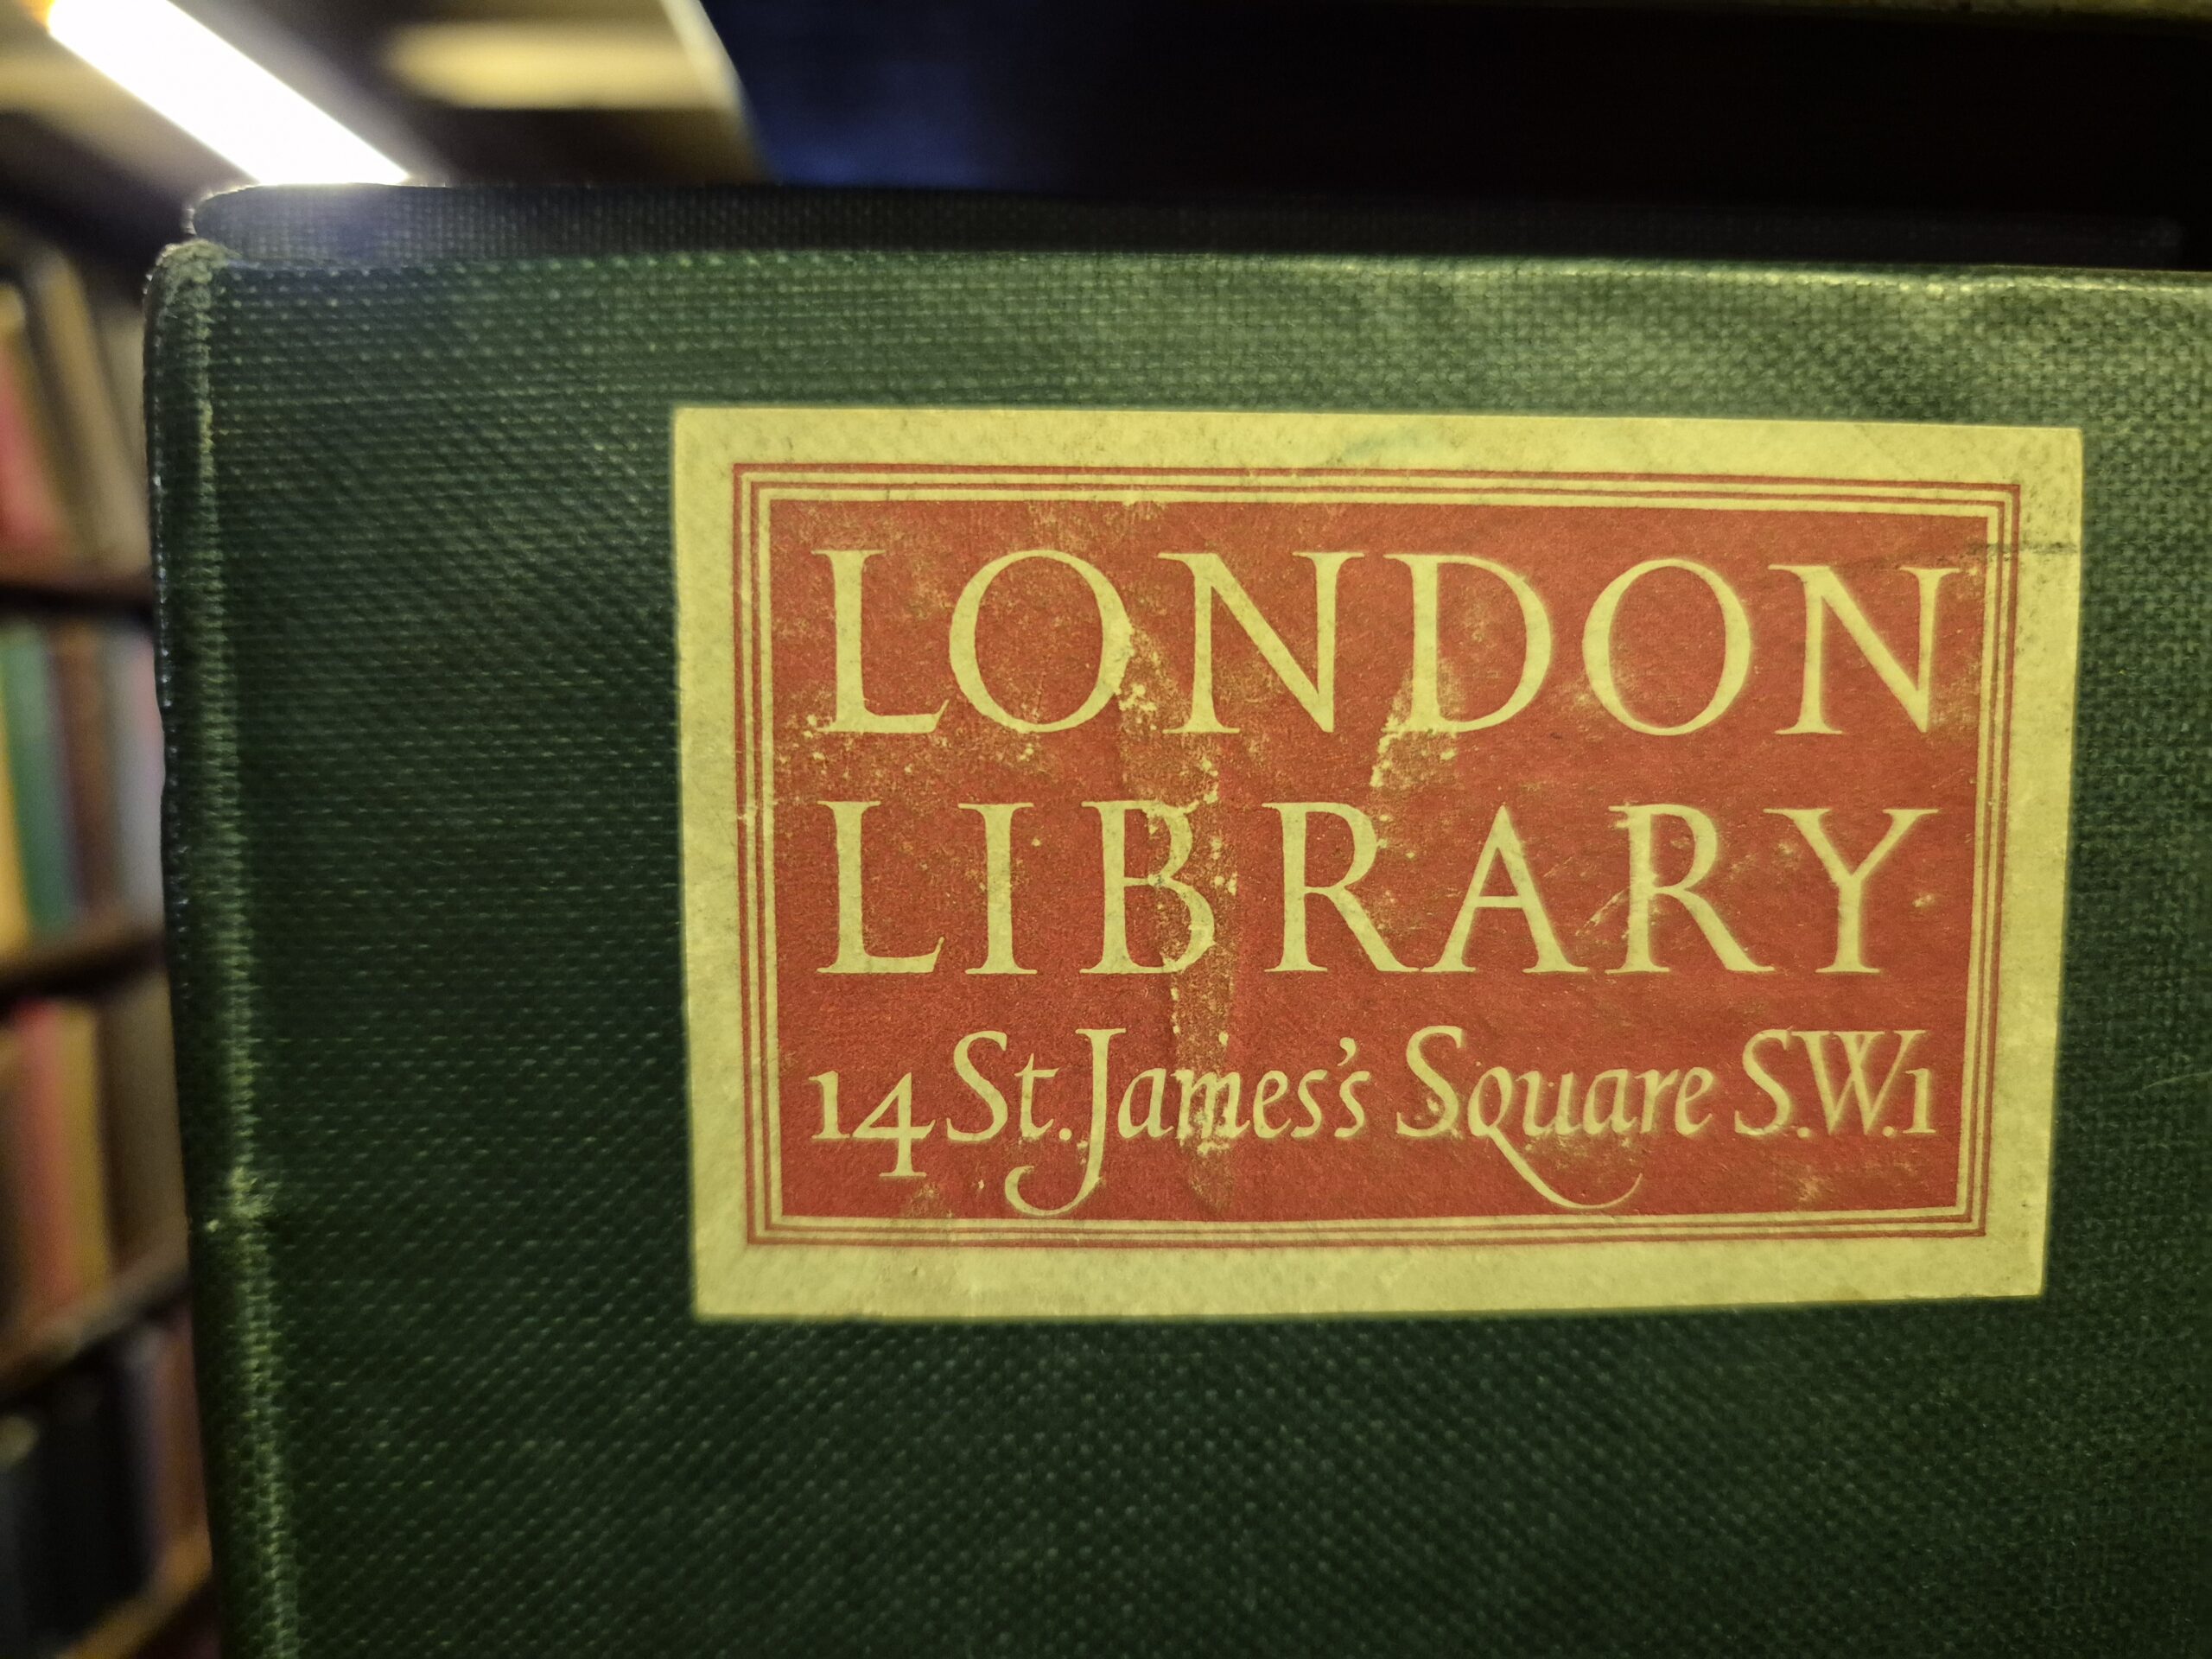 LONDON
LIBRARY
14 St. James's Square S.W.1